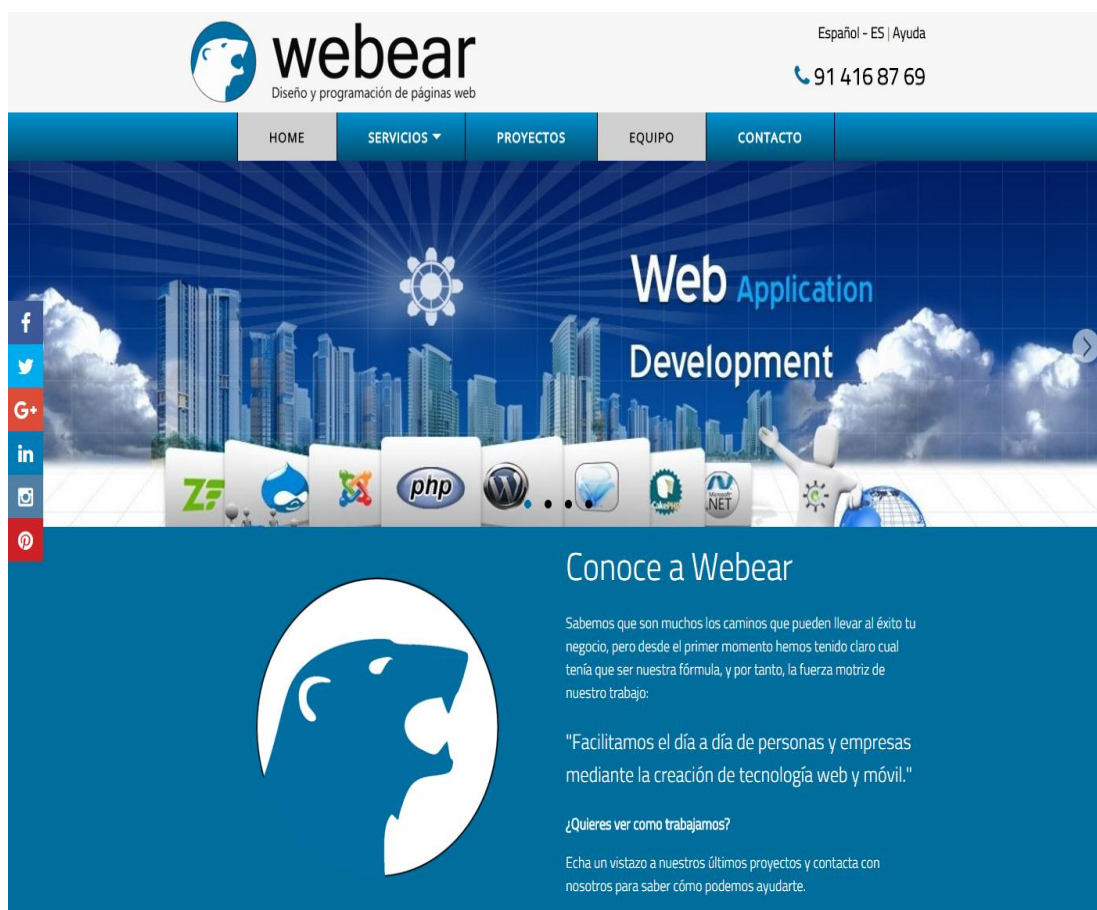 webear
Diseño y programación de páginas web
Español - ES | Ayuda
91 416 87 69
HOME
SERVICIOS
PROYECTOS
EQUIPO
CONTACTO
Web Application
Development
php
CakePHP
Microsoft
.NET
f
G+
in
Conoce a Webear
Sabemos que son muchos los caminos que pueden llevar al éxito tu
negocio, pero desde el primer momento hemos tenido claro cual
tenía que ser nuestra fórmula, y por tanto, la fuerza motriz de
nuestro trabajo:
"Facilitamos el día a día de personas y empresas
mediante la creación de tecnología web y móvil."
¿Quieres ver como trabajamos?
Echa un vistazo a nuestros últimos proyectos y contacta con
nosotros para saber cómo podemos ayudarte.